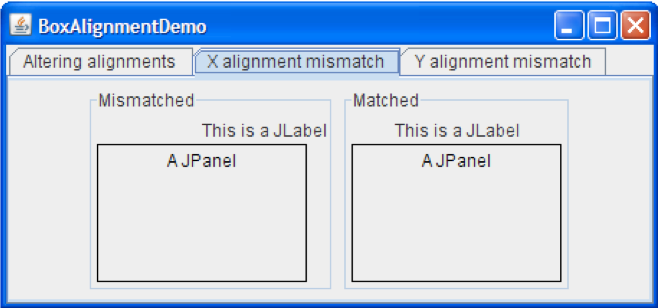 BoxAlignmentDemo
Altering alignments X alignment mismatch Y alignment mismatch
Mismatched Matched
This is a JLabel This is a JLabel
A JPanel A JPanel